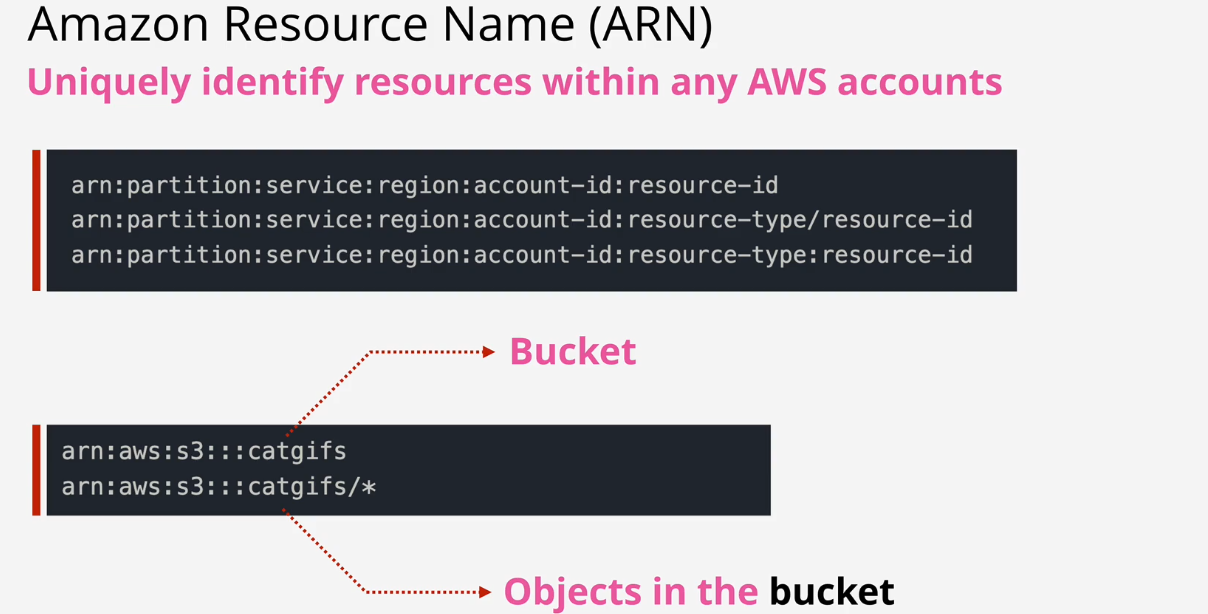 Amazon Resource Name (ARN)
Uniquely identify resources within any AWS accounts
arn:partition:service:region:account-id:resource-id
arn:partition:service:region:account-id:resource-type/resource-id
arn:partition:service:region:account-id:resource-type:resource-id
Bucket
arn:aws:s3:::catgifs
arn:aws:s3:::catgifs/*
Objects in the bucket